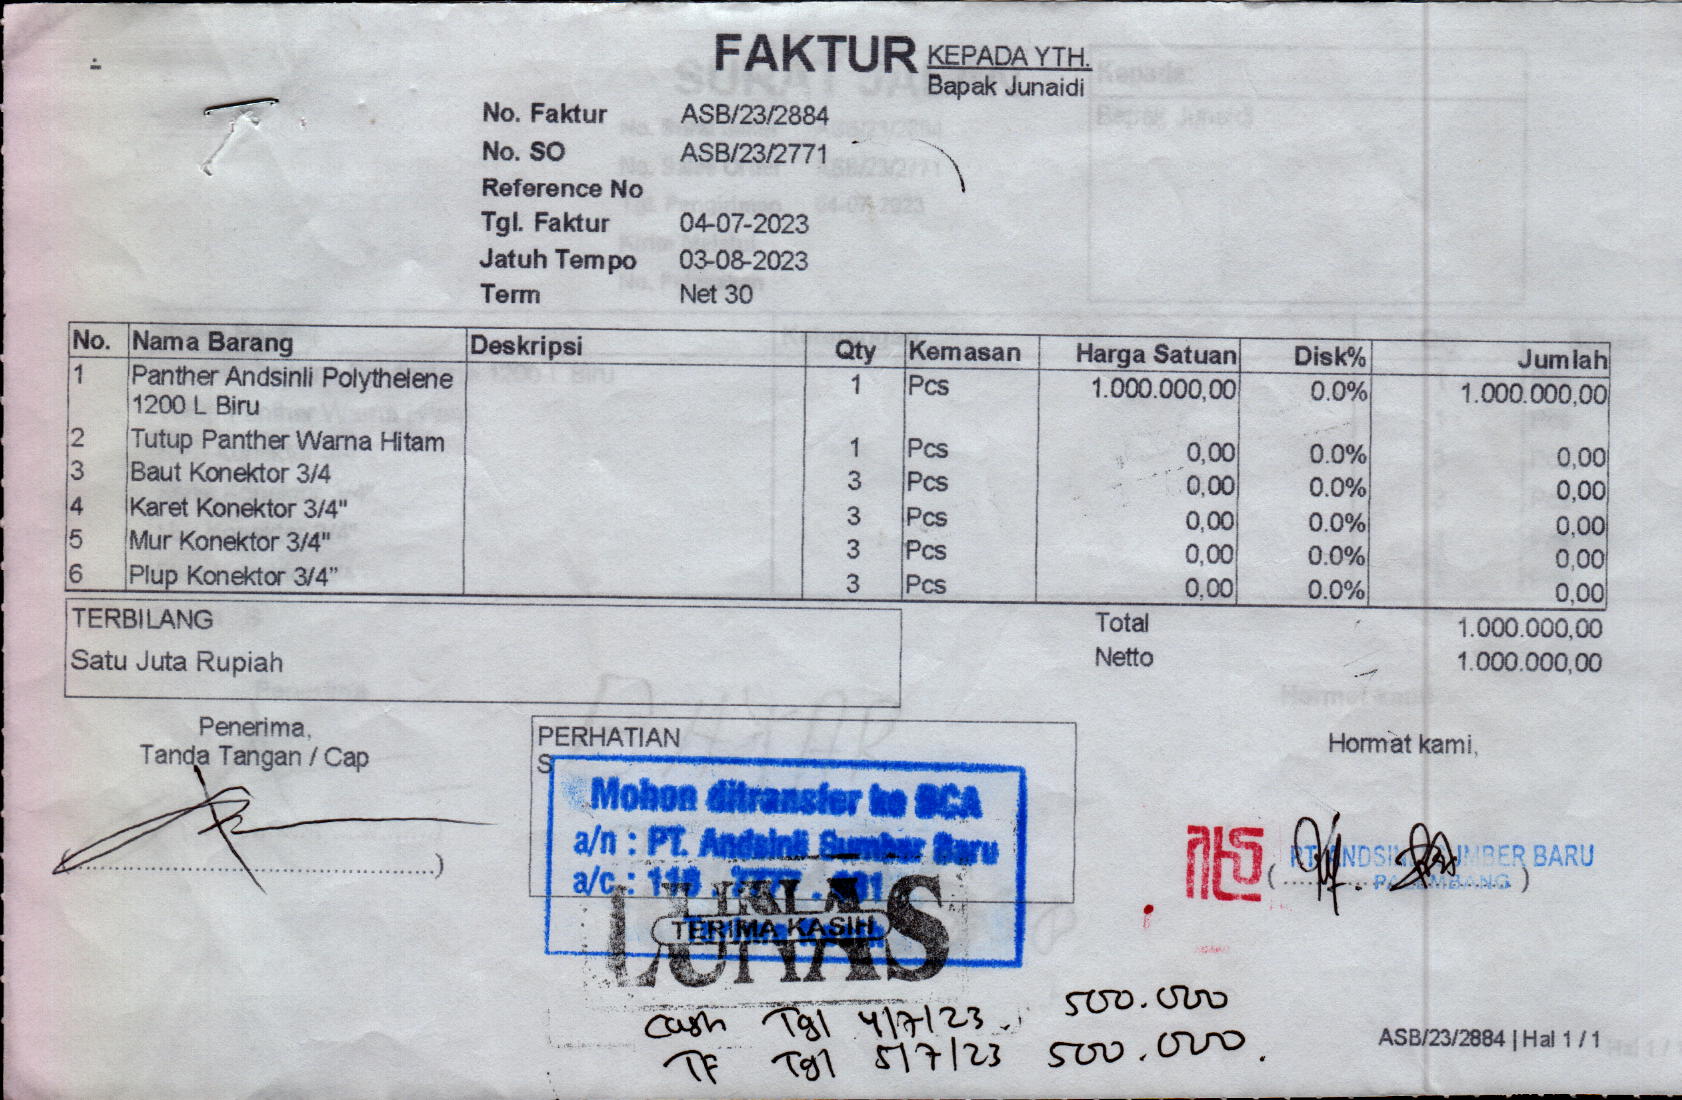 FAKTUR
KEPADA YTH.
Bapak Junaidi
No. Faktur ASB/23/2884
No. SO ASB/23/2771
Reference No
Tgl. Faktur 04-07-2023
Jatuh Tempo 03-08-2023
Term Net 30
No. Nama Barang Deskripsi Qty Kemasan Harga Satuan Disk% Jumlah
1 Panther Andsinli Polythelene 1 Pcs 1.000.000,00 0.0% 1.000.000,00
1200 L Biru
2 Tutup Panther Warna Hitam 1 Pcs 0,00 0.0% 0,00
3 Baut Konektor 3/4 3 Pcs 0,00 0.0% 0,00
4 Karet Konektor 3/4" 3 Pcs 0,00 0.0% 0,00
5 Mur Konektor 3/4" 3 Pcs 0,00 0.0% 0,00
6 Plup Konektor 3/4" 3 Pcs 0,00 0.0% 0,00
TERBILANG
Satu Juta Rupiah
Total 1.000.000,00
Netto 1.000.000,00
Penerima,
Tanda Tangan / Cap
PERHATIAN
Mohon ditransfer ke BCA
a/n : PT. Andsinli Sumber Baru
a/c :
LUNAS
TERIMA KASIH
Hormat kami,
PT. ANDSINLI SUMBER BARU
PALEMBANG
Cash Tgl 4/7/23. 500.000
TF Tgl 5/7/23 500.000.
ASB/23/2884 | Hal 1 / 1